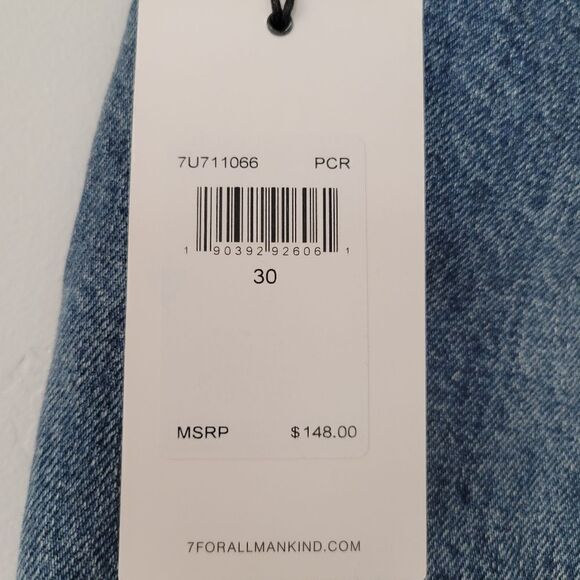 7U711066 PCR
1 90392 92606 1
30
MSRP $148.00
7FORALLMANKIND.COM